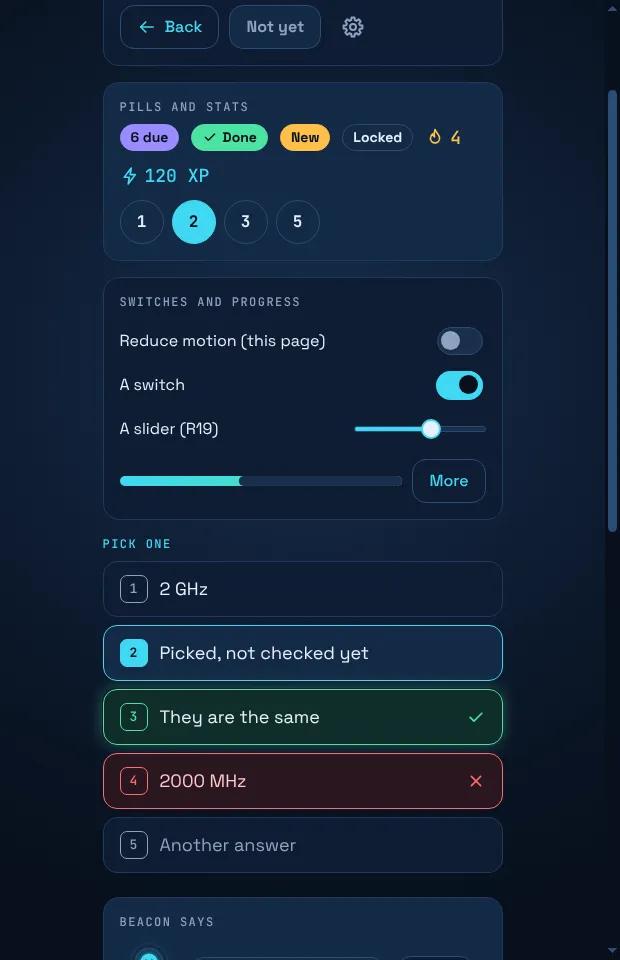 Back Not yet
PILLS AND STATS
6 due Done New Locked 4
120 XP
1 2 3 5
SWITCHES AND PROGRESS
Reduce motion (this page)
A switch
A slider (R19)
More
PICK ONE
1 2 GHz
2 Picked, not checked yet
3 They are the same
4 2000 MHz
5 Another answer
BEACON SAYS